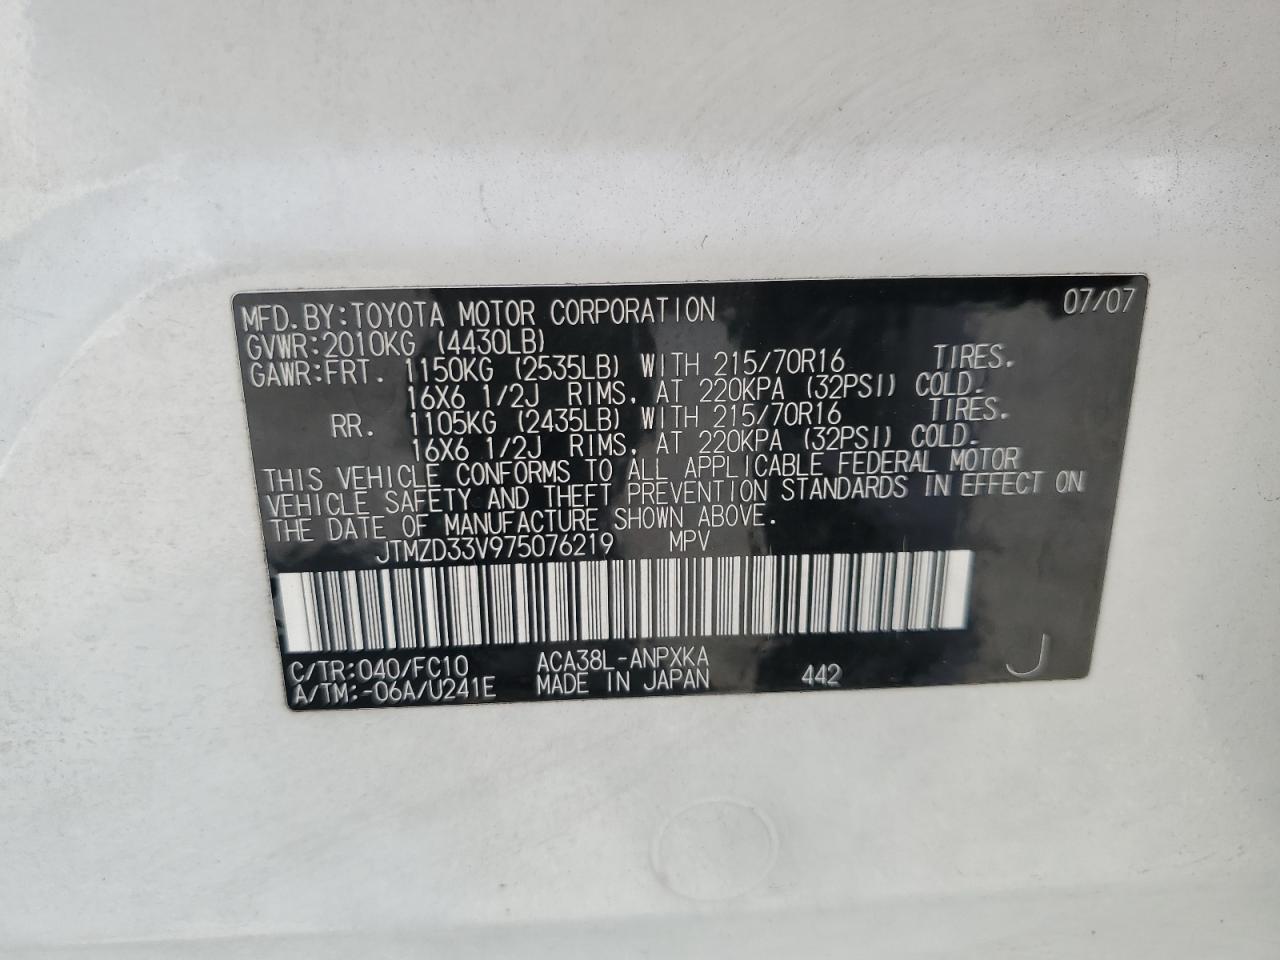 MFD. BY: TOYOTA MOTOR CORPORATION 07/07
GVWR: 2010KG (4430LB)
GAWR: FRT. 1150KG (2535LB) WITH 215/70R16 TIRES.
16X6 1/2J RIMS, AT 220KPA (32PSI) COLD.
RR. 1105KG (2435LB) WITH 215/70R16 TIRES.
16X6 1/2J RIMS, AT 220KPA (32PSI) COLD.
THIS VEHICLE CONFORMS TO ALL APPLICABLE FEDERAL MOTOR
VEHICLE SAFETY AND THEFT PREVENTION STANDARDS IN EFFECT ON
THE DATE OF MANUFACTURE SHOWN ABOVE.
JTMZD33V975076219 MPV
C/TR: 040/FC10 ACA38L-ANPXKA 442 J
A/TM: -06A/U241E MADE IN JAPAN